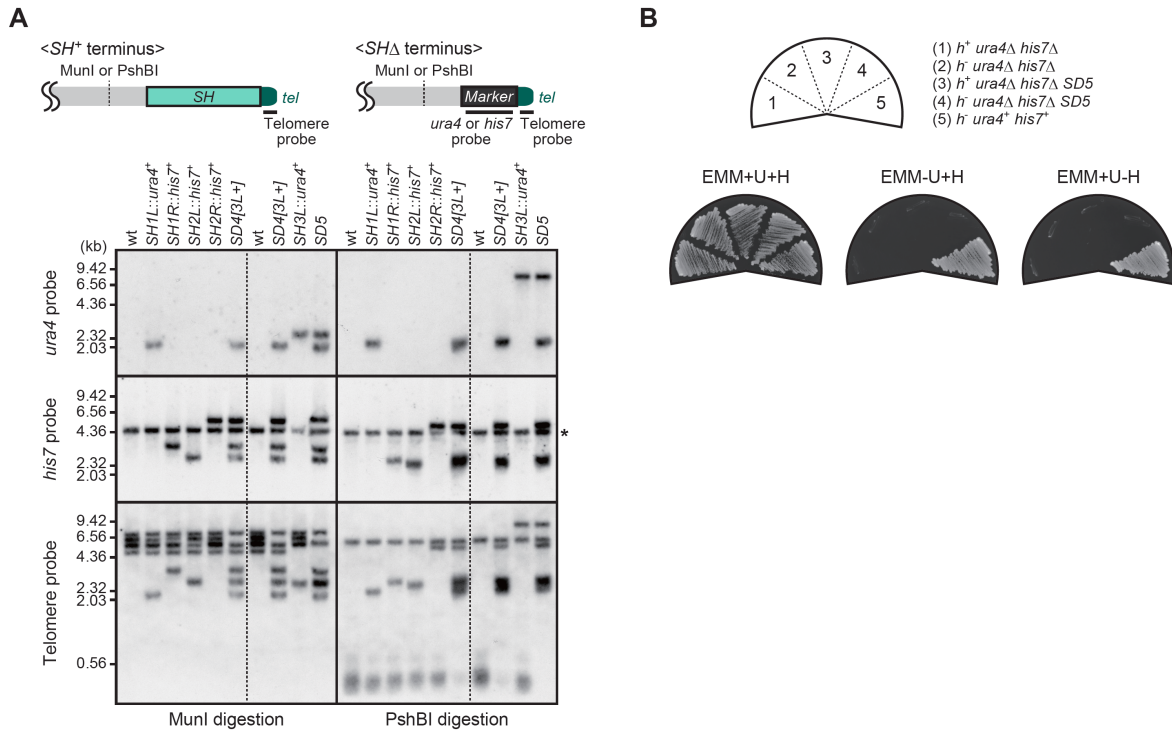 A
<SH+ terminus>
MunI or PshBI
SH
tel
Telomere
probe
<SHΔ terminus>
MunI or PshBI
Marker
tel
ura4 or his7
probe
Telomere
probe
(kb)
wt
SH1L::ura4+
SH1R::his7+
SH2L::his7+
SH2R::his7+
SD4[3L+]
wt
SD4[3L+]
SH3L::ura4+
SD5
wt
SH1L::ura4+
SH1R::his7+
SH2L::his7+
SH2R::his7+
SD4[3L+]
wt
SD4[3L+]
SH3L::ura4+
SD5
ura4 probe
9.42
6.56
4.36
2.32
2.03
his7 probe
9.42
6.56
4.36
2.32
2.03
*
Telomere probe
9.42
6.56
4.36
2.32
2.03
0.56
MunI digestion
PshBI digestion
B
1
2
3
4
5
(1) h+ ura4Δ his7Δ
(2) h- ura4Δ his7Δ
(3) h+ ura4Δ his7Δ SD5
(4) h- ura4Δ his7Δ SD5
(5) h- ura4+ his7+
EMM+U+H
EMM-U+H
EMM+U-H